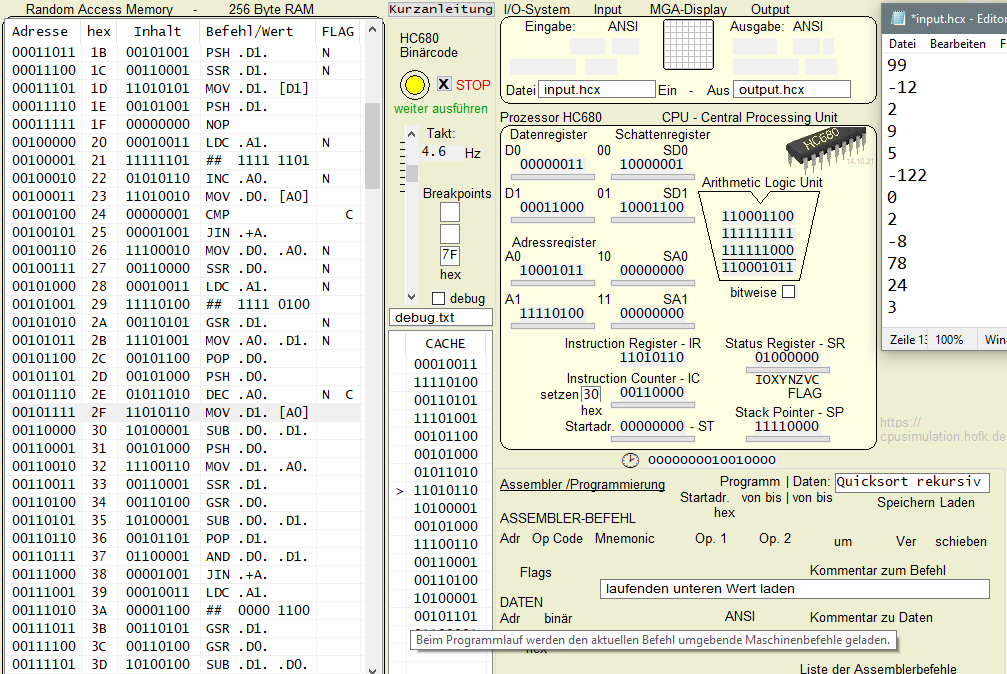 Random Access Memory - 256 Byte RAM
Adresse hex Inhalt Befehl/Wert FLAG
00011011 1B 00101001 PSH .D1. N
00011100 1C 00110001 SSR .D1. N
00011101 1D 11010101 MOV .D1. [D1]
00011110 1E 00101001 PSH .D1.
00011111 1F 00000000 NOP
00100000 20 00010011 LDC .A1. N
00100001 21 11111101 ## 1111 1101
00100010 22 01010110 INC .A0. N
00100011 23 11010010 MOV .D0. [A0]
00100100 24 00000001 CMP C
00100101 25 00001001 JIN .+A.
00100110 26 11100010 MOV .D0. .A0. N
00100111 27 00110000 SSR .D0. N
00101000 28 00010011 LDC .A1. N
00101001 29 11110100 ## 1111 0100
00101010 2A 00110101 GSR .D1. N
00101011 2B 11101001 MOV .A0. .D1. N
00101100 2C 00101100 POP .D0.
00101101 2D 00101000 PSH .D0.
00101110 2E 01011010 DEC .A0. N C
00101111 2F 11010110 MOV .D1. [A0]
00110000 30 10100001 SUB .D0. .D1.
00110001 31 00101000 PSH .D0.
00110010 32 11100110 MOV .D1. .A0.
00110011 33 00110001 SSR .D1.
00110100 34 00110100 GSR .D0.
00110101 35 10100001 SUB .D0. .D1.
00110110 36 00101101 POP .D1.
00110111 37 01100001 AND .D0. .D1.
00111000 38 00001001 JIN .+A.
00111001 39 00010011 LDC .A1.
00111010 3A 00001100 ## 0000 1100
00111011 3B 00110101 GSR .D1.
00111100 3C 00110100 GSR .D0.
00111101 3D 10100100 SUB .D1. .D0.
Kurzanleitung
HC680
Binärcode
X STOP
weiter ausführen
Takt:
4.6 Hz
Breakpoints
7F
hex
debug
debug.txt
CACHE
00010011
11110100
00110101
11101001
00101100
00101000
01011010
> 11010110
10100001
00101000
11100110
00110001
00110100
10100001
00101101
I/O-System Input MGA-Display Output
Eingabe: ANSI Ausgabe: ANSI
Datei input.hcx Ein - Aus output.hcx
Prozessor HC680 CPU - Central Processing Unit
Datenregister Schattenregister
HC680
14.10.21
D0 00 SD0
00000011 10000001
D1 01 SD1
00011000 10001100
Adressregister
A0 10 SA0
10001011 00000000
A1 11 SA1
11110100 00000000
Arithmetic Logic Unit
110001100
111111111
111111000
110001011
bitweise
Instruction Register - IR
11010110
Instruction Counter - IC
setzen 30 00110000
hex
Startadr. 00000000 - ST
Status Register - SR
01000000
IOXYNZVC
FLAG
Stack Pointer - SP
11110000
0000000010010000
https://
cpusimulation.hofk.de
Assembler /Programmierung
Programm | Daten: Quicksort rekursiv
Startadr. von bis | von bis
hex
Speichern Laden
ASSEMBLER-BEFEHL
Adr Op Code Mnemonic Op. 1 Op. 2 um Ver schieben
Flags
Kommentar zum Befehl
laufenden unteren Wert laden
DATEN
Adr binär ANSI Kommentar zu Daten
Beim Programmlauf werden den aktuellen Befehl umgebende Maschinenbefehle geladen.
hex
Liste der Assemblerbefehle
*input.hcx - Editor
Datei Bearbeiten F
99
-12
2
9
5
-122
0
2
-8
78
24
3
100%